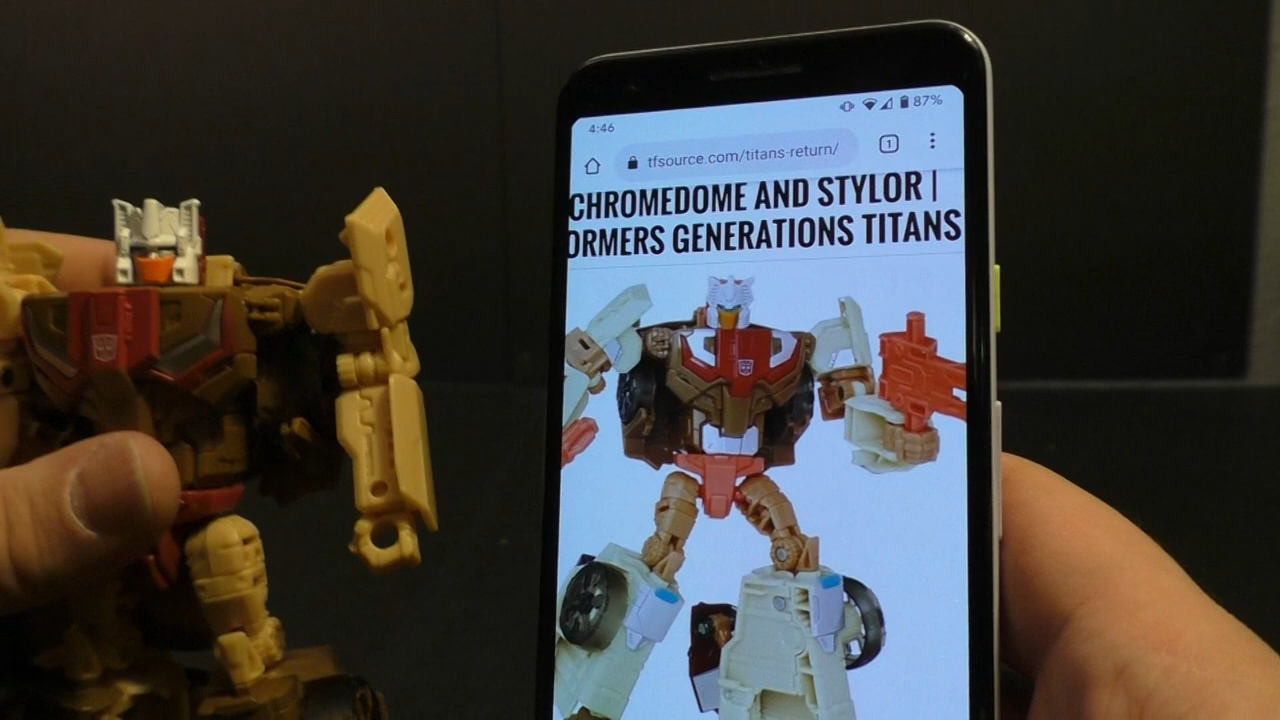 4:46
87%
tfsource.com/titans-return/
1
CHROMEDOME AND STYLOR |
ORMERS GENERATIONS TITANS